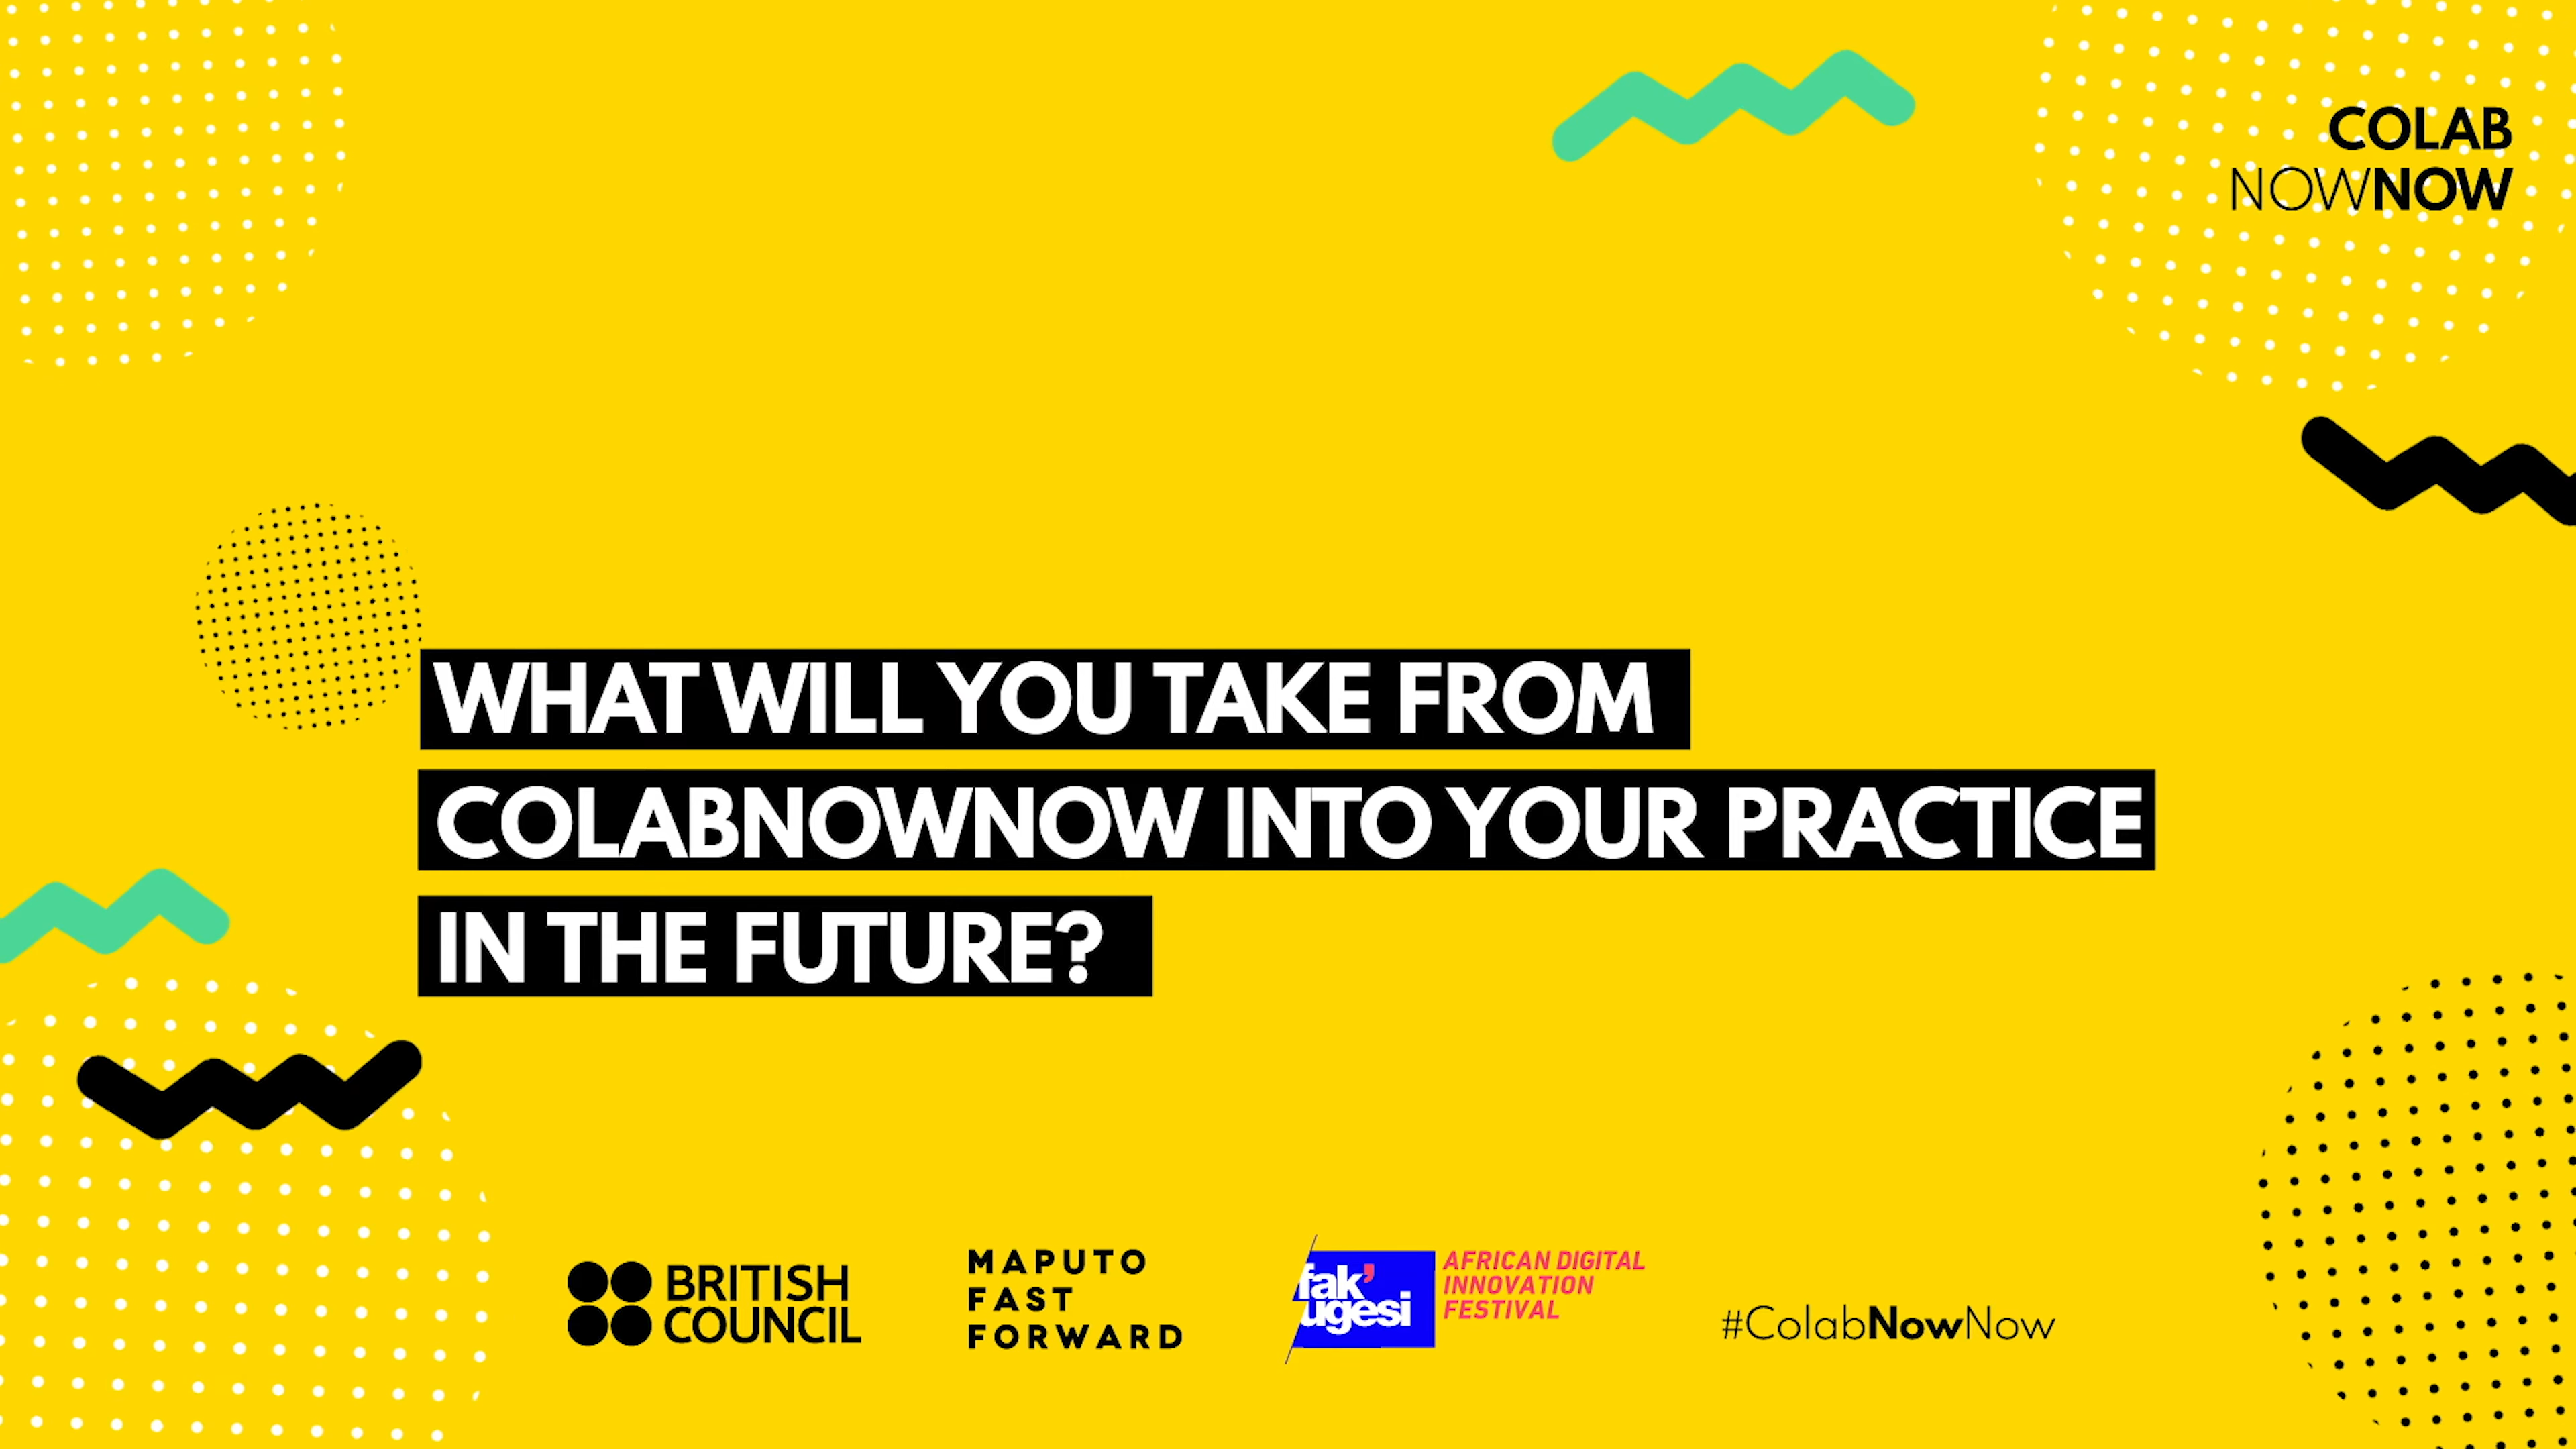 COLAB
NOWNOW
WHAT WILL YOU TAKE FROM
COLABNOWNOW INTO YOUR PRACTICE
IN THE FUTURE?
BRITISH
COUNCIL
MAPUTO
FAST
FORWARD
fak'
ugesi
AFRICAN DIGITAL
INNOVATION
FESTIVAL
#ColabNowNow